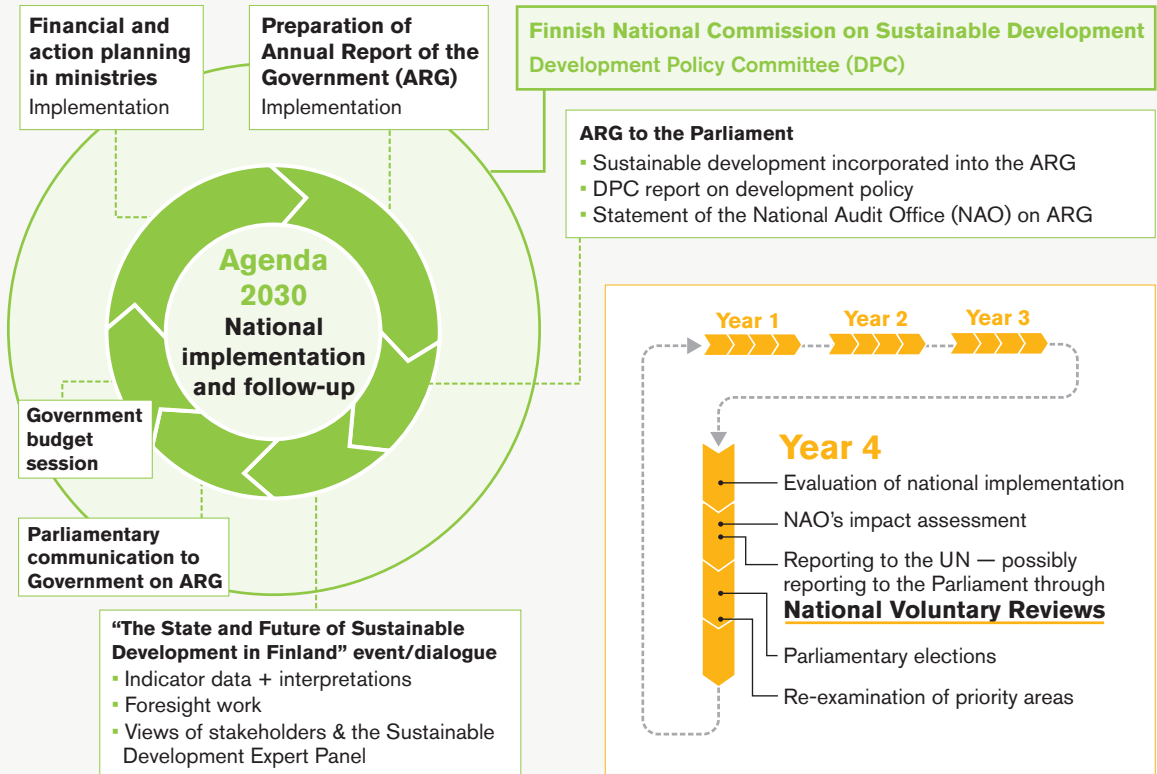 Financial and
action planning
in ministries
Implementation
Preparation of
Annual Report of the
Government (ARG)
Implementation
Finnish National Commission on Sustainable Development
Development Policy Committee (DPC)
ARG to the Parliament
▪ Sustainable development incorporated into the ARG
▪ DPC report on development policy
▪ Statement of the National Audit Office (NAO) on ARG
Agenda
2030
National
implementation
and follow-up
Government
budget
session
Parliamentary
communication to
Government on ARG
“The State and Future of Sustainable
Development in Finland” event/dialogue
▪ Indicator data + interpretations
▪ Foresight work
▪ Views of stakeholders & the Sustainable
Development Expert Panel
Year 1
Year 2
Year 3
Year 4
Evaluation of national implementation
NAO’s impact assessment
Reporting to the UN — possibly
reporting to the Parliament through
National Voluntary Reviews
Parliamentary elections
Re-examination of priority areas